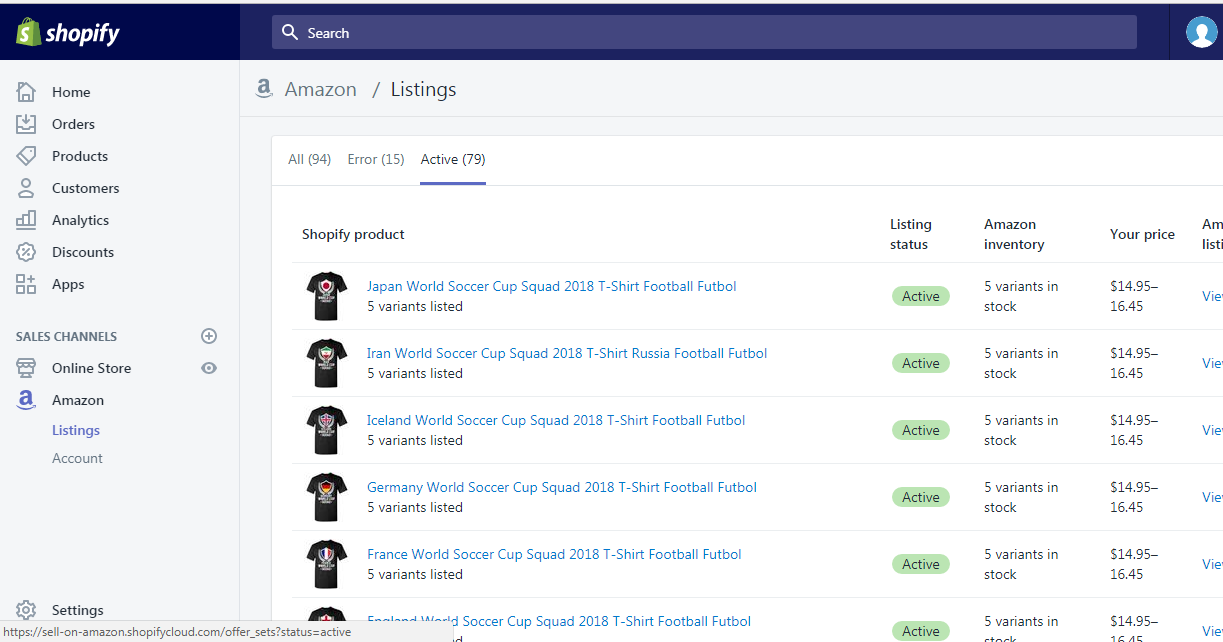 shopify
Search
Home
Orders
Products
Customers
Analytics
Discounts
Apps
SALES CHANNELS
Online Store
Amazon
Listings
Account
Settings
https://sell-on-amazon.shopifycloud.com/offer_sets?status=active
Amazon / Listings
All (94) Error (15) Active (79)
Shopify product
Listing
status
Amazon
inventory
Your price
Japan World Soccer Cup Squad 2018 T-Shirt Football Futbol
5 variants listed
Active
5 variants in
stock
$14.95–
16.45
Iran World Soccer Cup Squad 2018 T-Shirt Russia Football Futbol
5 variants listed
Active
5 variants in
stock
$14.95–
16.45
Iceland World Soccer Cup Squad 2018 T-Shirt Football Futbol
5 variants listed
Active
5 variants in
stock
$14.95–
16.45
Germany World Soccer Cup Squad 2018 T-Shirt Football Futbol
5 variants listed
Active
5 variants in
stock
$14.95–
16.45
France World Soccer Cup Squad 2018 T-Shirt Football Futbol
5 variants listed
Active
5 variants in
stock
$14.95–
16.45
England World Soccer Cup Squad 2018 T-Shirt Football Futbol
Active
5 variants in
stock
$14.95–
16.45